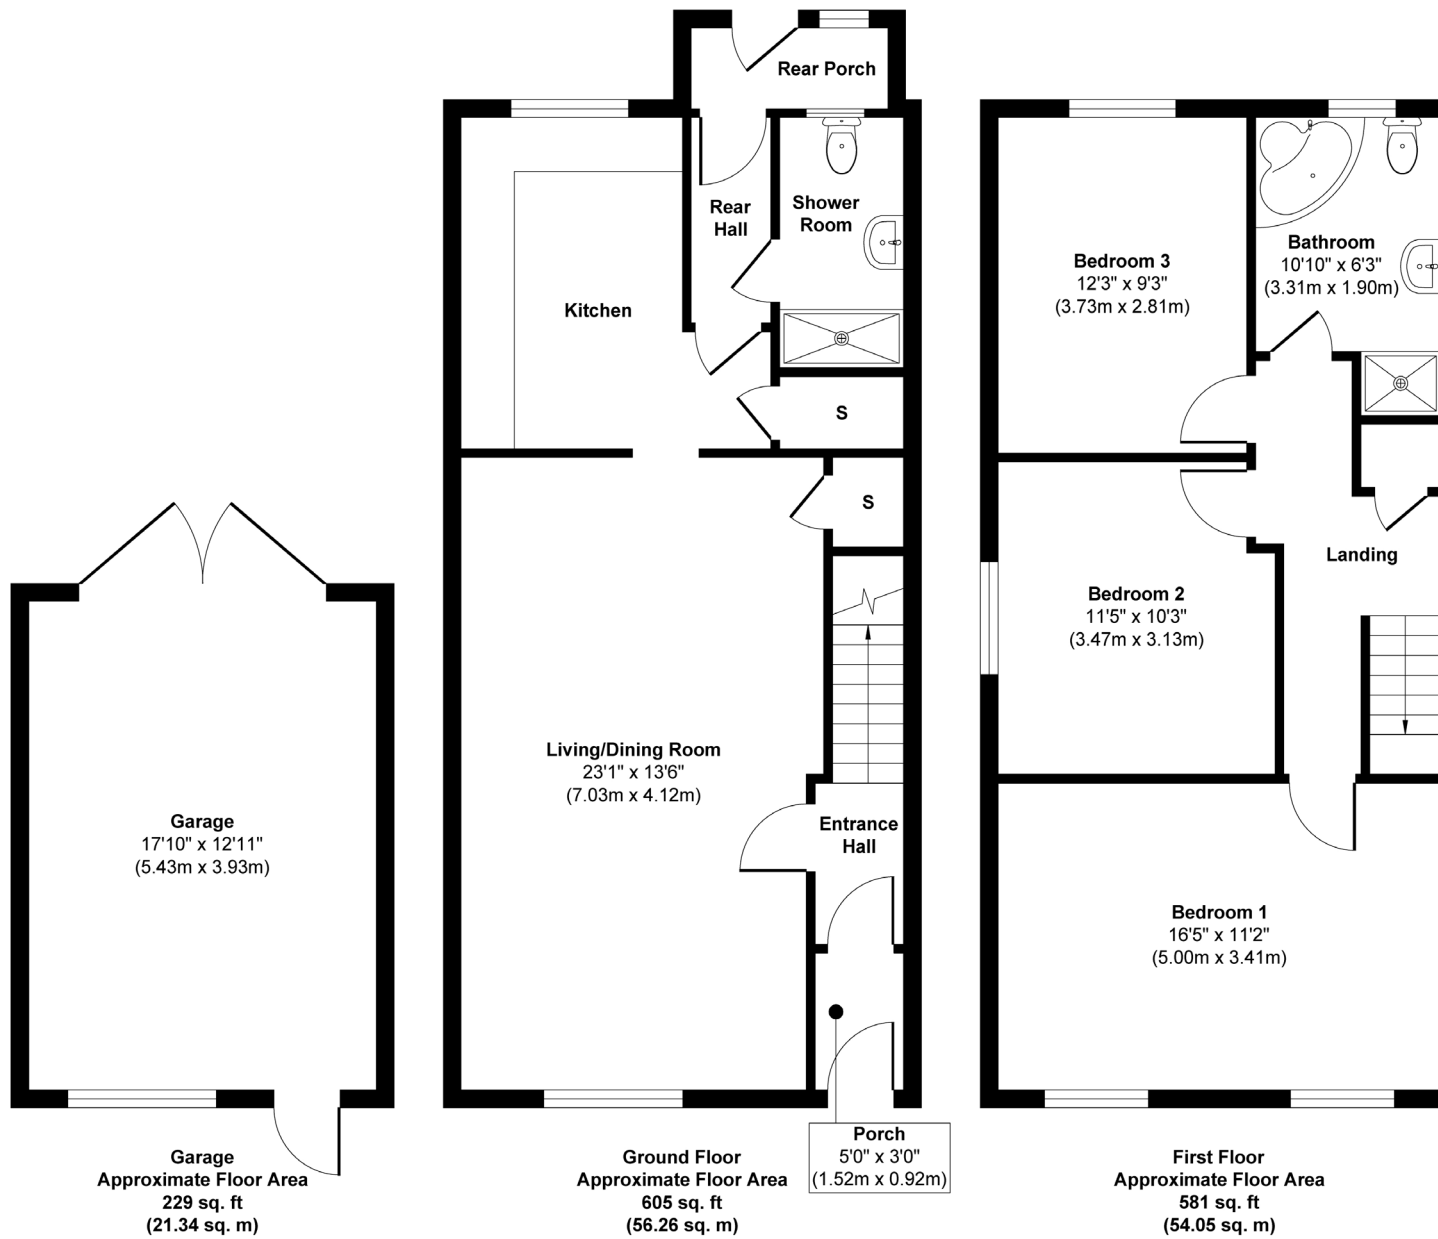 Rear Porch
Rear
Hall
Shower
Room
Kitchen
S
S
Living/Dining Room
23'1" x 13'6"
(7.03m x 4.12m)
Entrance
Hall
Porch
5'0" x 3'0"
(1.52m x 0.92m)
Garage
17'10" x 12'11"
(5.43m x 3.93m)
Bedroom 3
12'3" x 9'3"
(3.73m x 2.81m)
Bathroom
10'10" x 6'3"
(3.31m x 1.90m)
Bedroom 2
11'5" x 10'3"
(3.47m x 3.13m)
Landing
Bedroom 1
16'5" x 11'2"
(5.00m x 3.41m)
Garage
Approximate Floor Area
229 sq. ft
(21.34 sq. m)
Ground Floor
Approximate Floor Area
605 sq. ft
(56.26 sq. m)
First Floor
Approximate Floor Area
581 sq. ft
(54.05 sq. m)